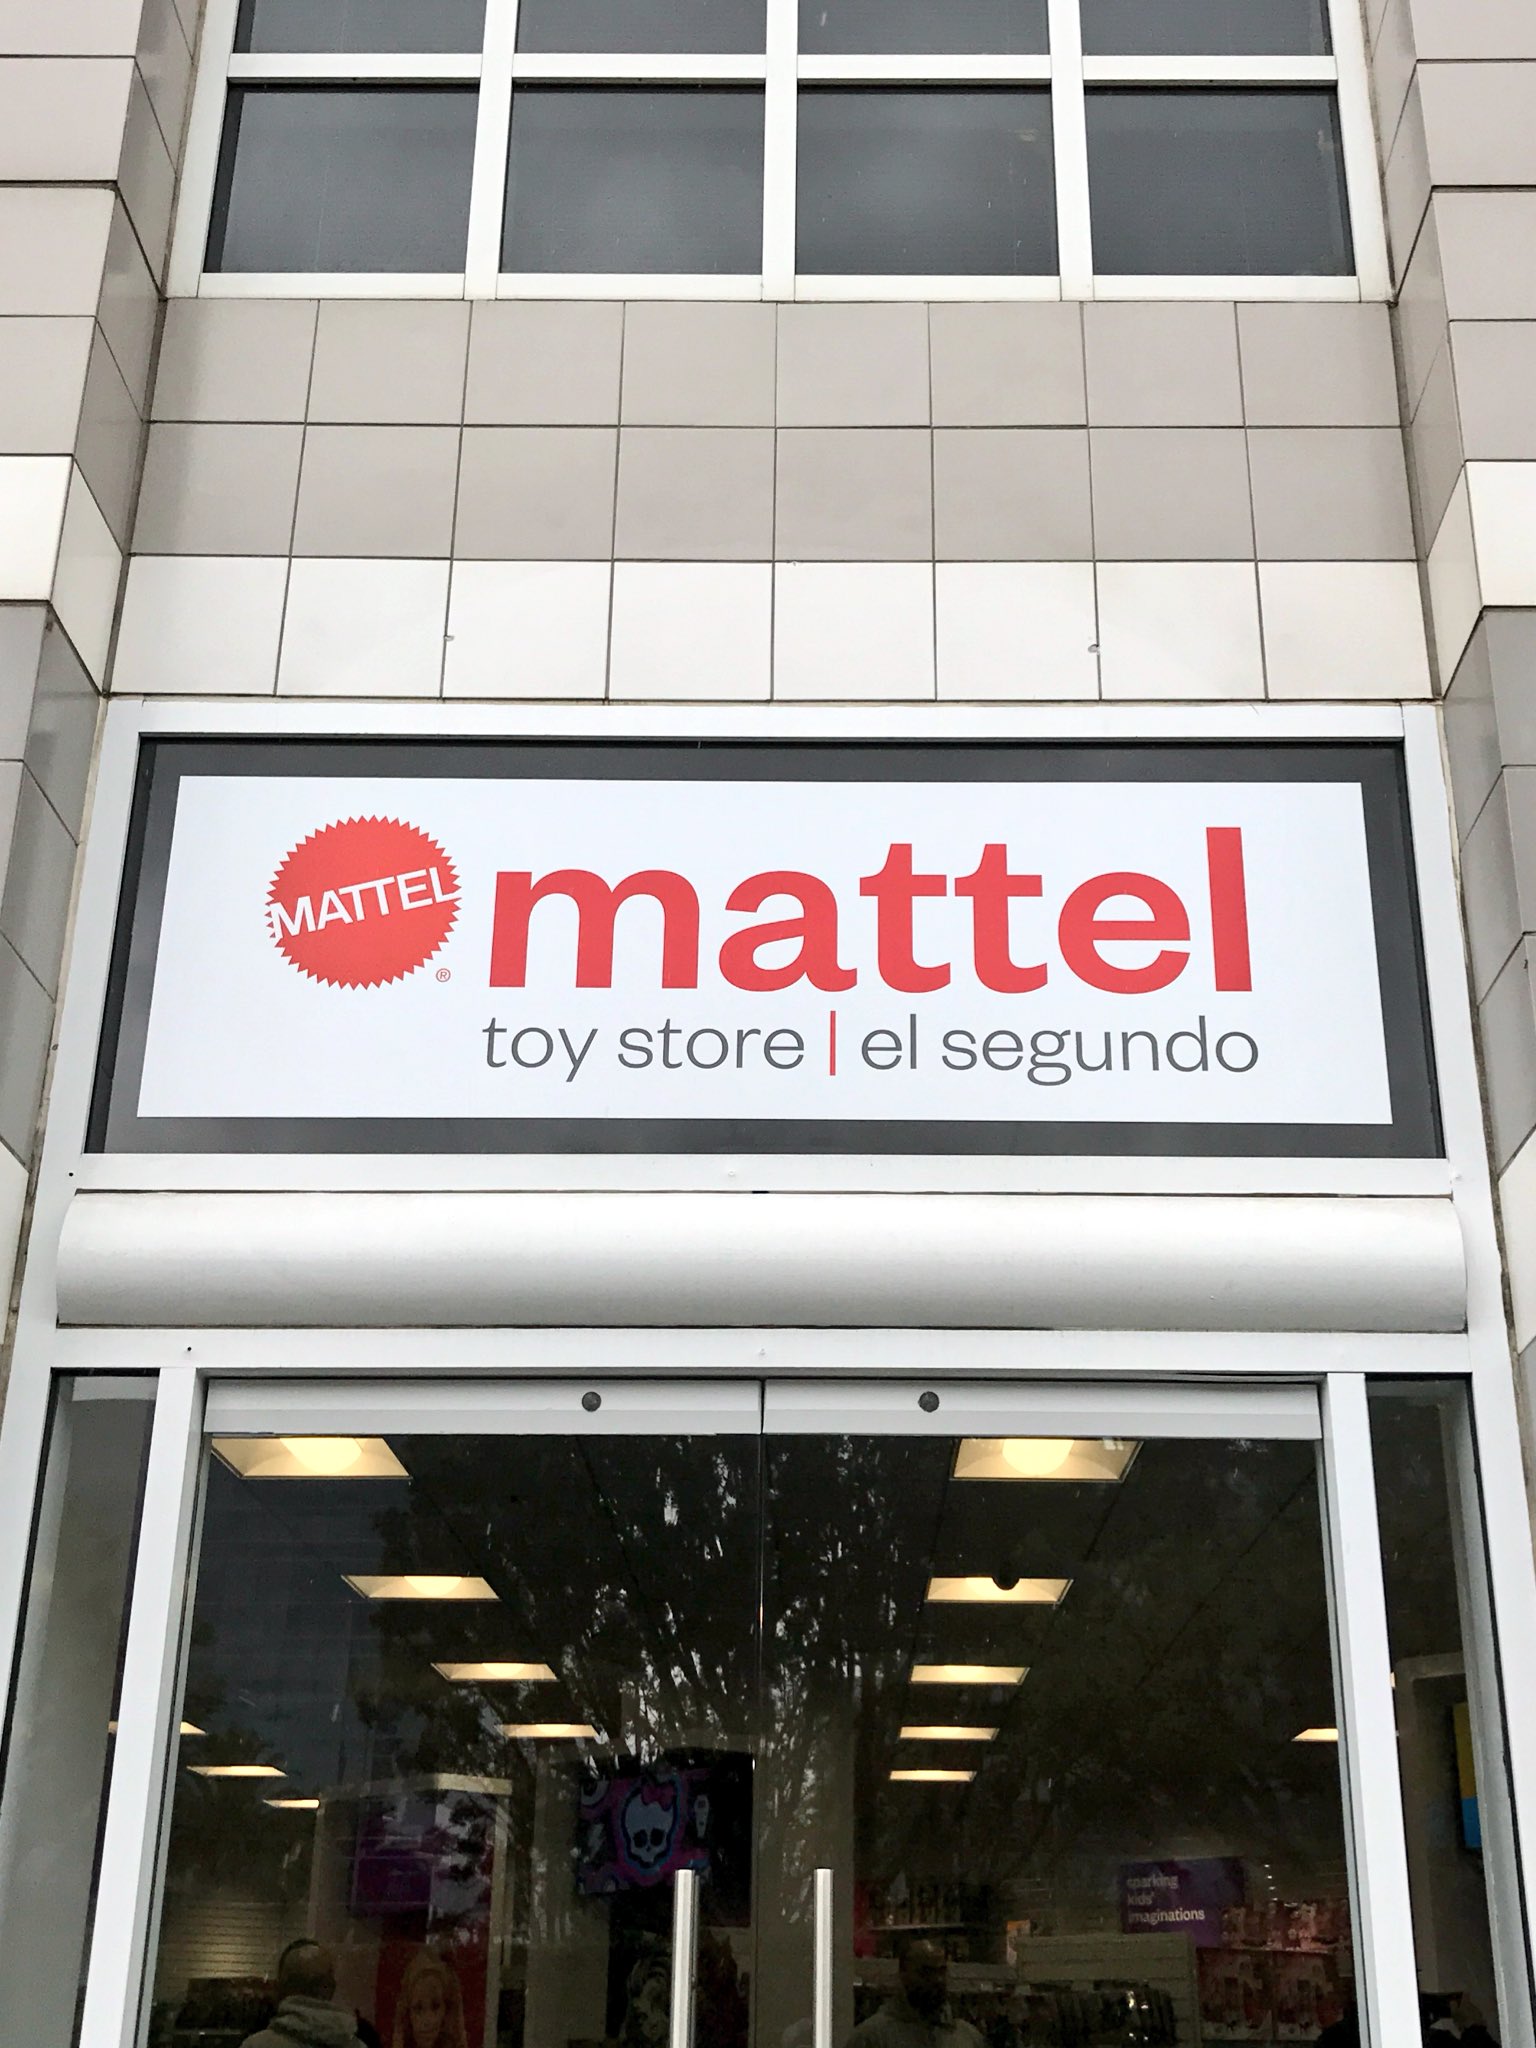 MATTEL
®
mattel
toy store | el segundo
sparking
kids'
imaginations